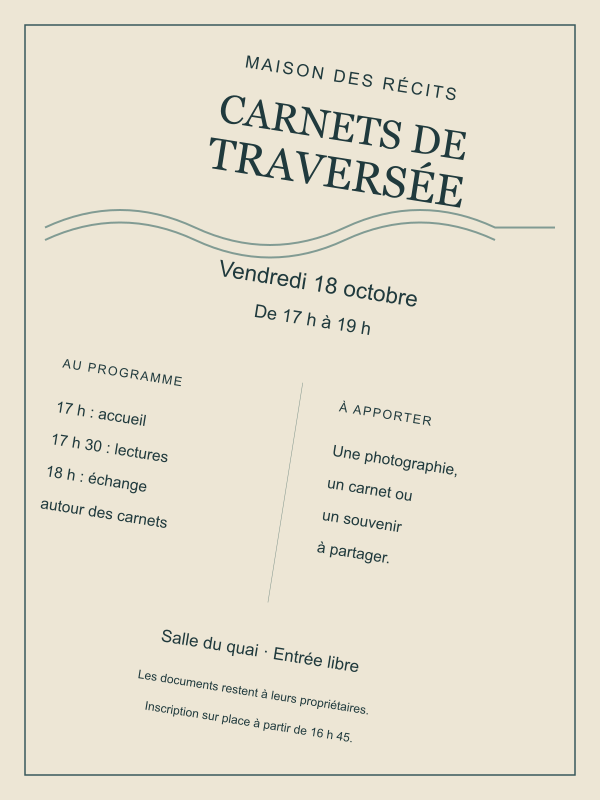 MAISON DES RÉCITS
CARNETS DE
TRAVERSÉE
Vendredi 18 octobre
De 17 h à 19 h
AU PROGRAMME
17 h : accueil
17 h 30 : lectures
18 h : échange
autour des carnets
À APPORTER
Une photographie,
un carnet ou
un souvenir
à partager.
Salle du quai · Entrée libre
Les documents restent à leurs propriétaires.
Inscription sur place à partir de 16 h 45.